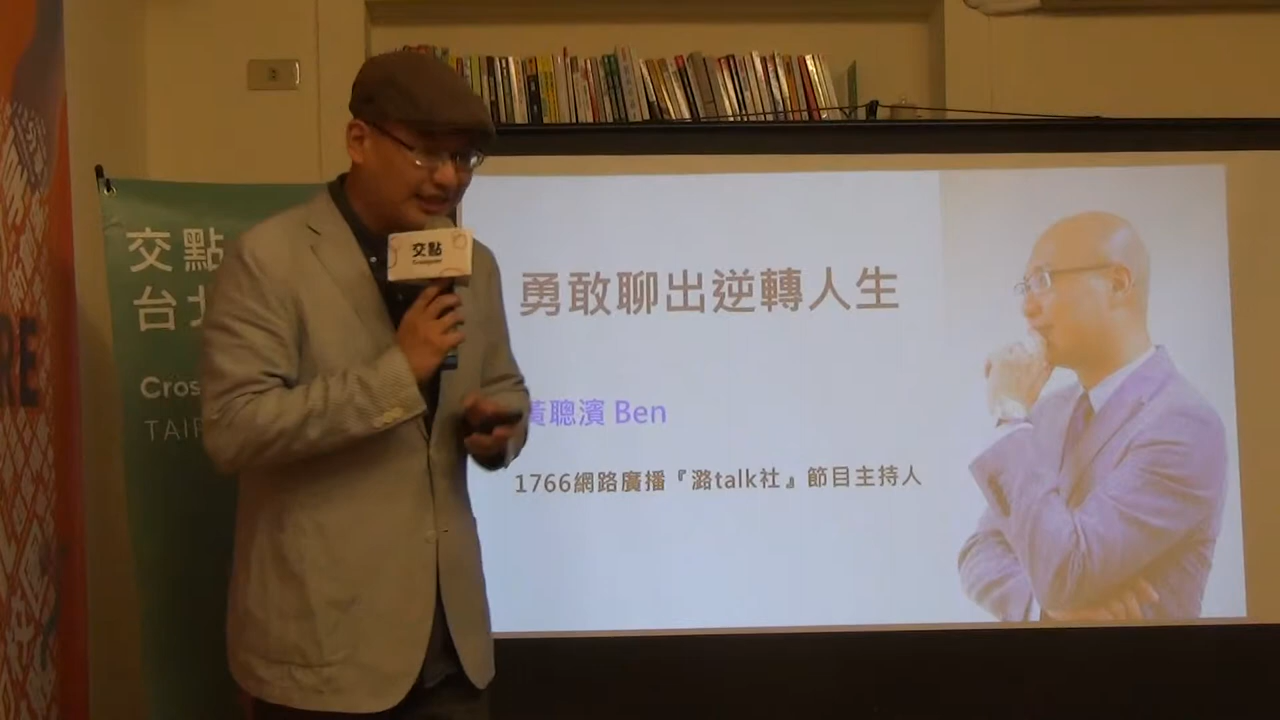 交點
台北
Cros
TAIP
RE
交點
Crosspoint
勇敢聊出逆轉人生
黃聰濱 Ben
1766網路廣播『潞talk社』節目主持人